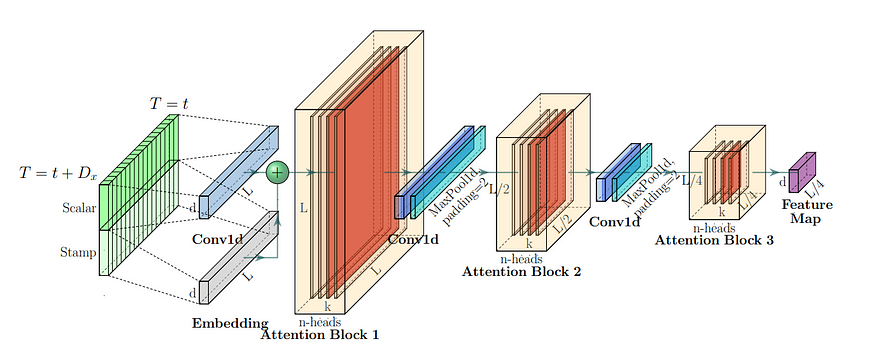 T = t
T = t + Dx
Scalar
Stamp
d
L
Conv1d
+
d
L
Embedding
L
L
k
n-heads
Attention Block 1
Conv1d
MaxPool1d,
padding=2
L/2
L/2
k
n-heads
Attention Block 2
Conv1d
MaxPool1d,
padding=2
L/4
L/4
k
n-heads
Attention Block 3
d
L/4
Feature
Map